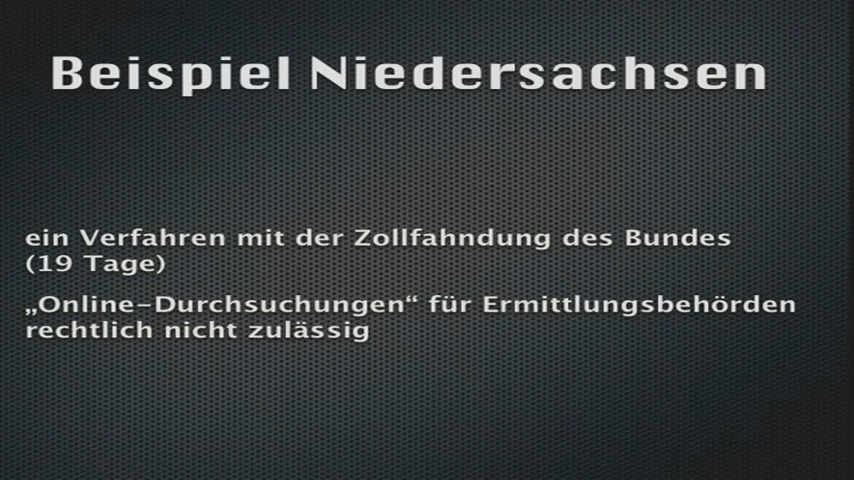 Beispiel Niedersachsen
ein Verfahren mit der Zollfahndung des Bundes
(19 Tage)
„Online-Durchsuchungen“ für Ermittlungsbehörden
rechtlich nicht zulässig